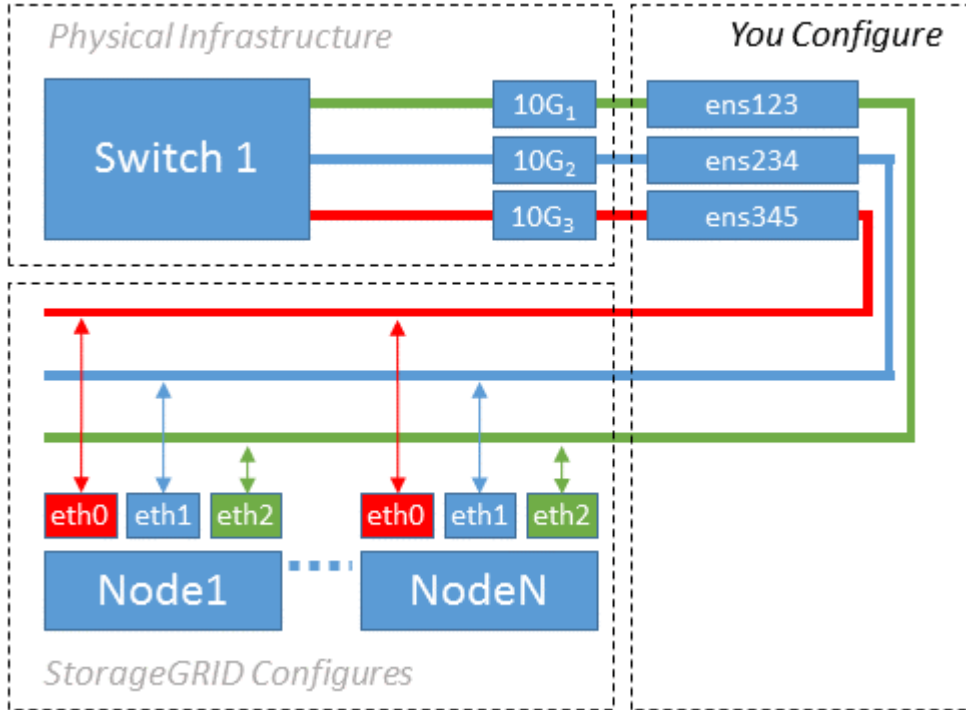 Physical Infrastructure
You Configure
Switch 1
10G₁
ens123
10G₂
ens234
10G₃
ens345
eth0
eth1
eth2
eth0
eth1
eth2
Node1
NodeN
StorageGRID Configures